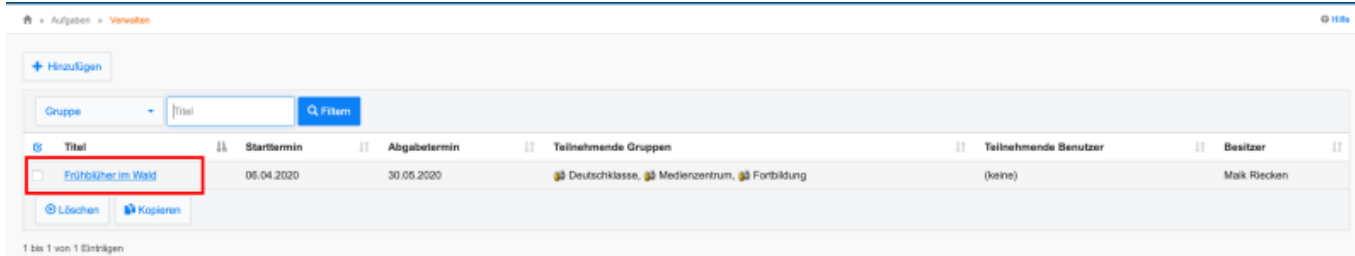 » Aufgaben » Verwalten Hilfe
+ Hinzufügen
Gruppe Titel Filtern
Titel Starttermin Abgabetermin Teilnehmende Gruppen Teilnehmende Benutzer Besitzer
Frühblüher im Wald 06.04.2020 30.05.2020 Deutschklasse, Medienzentrum, Fortbildung (keine) Maik Riecken
Löschen Kopieren
1 bis 1 von 1 Einträgen